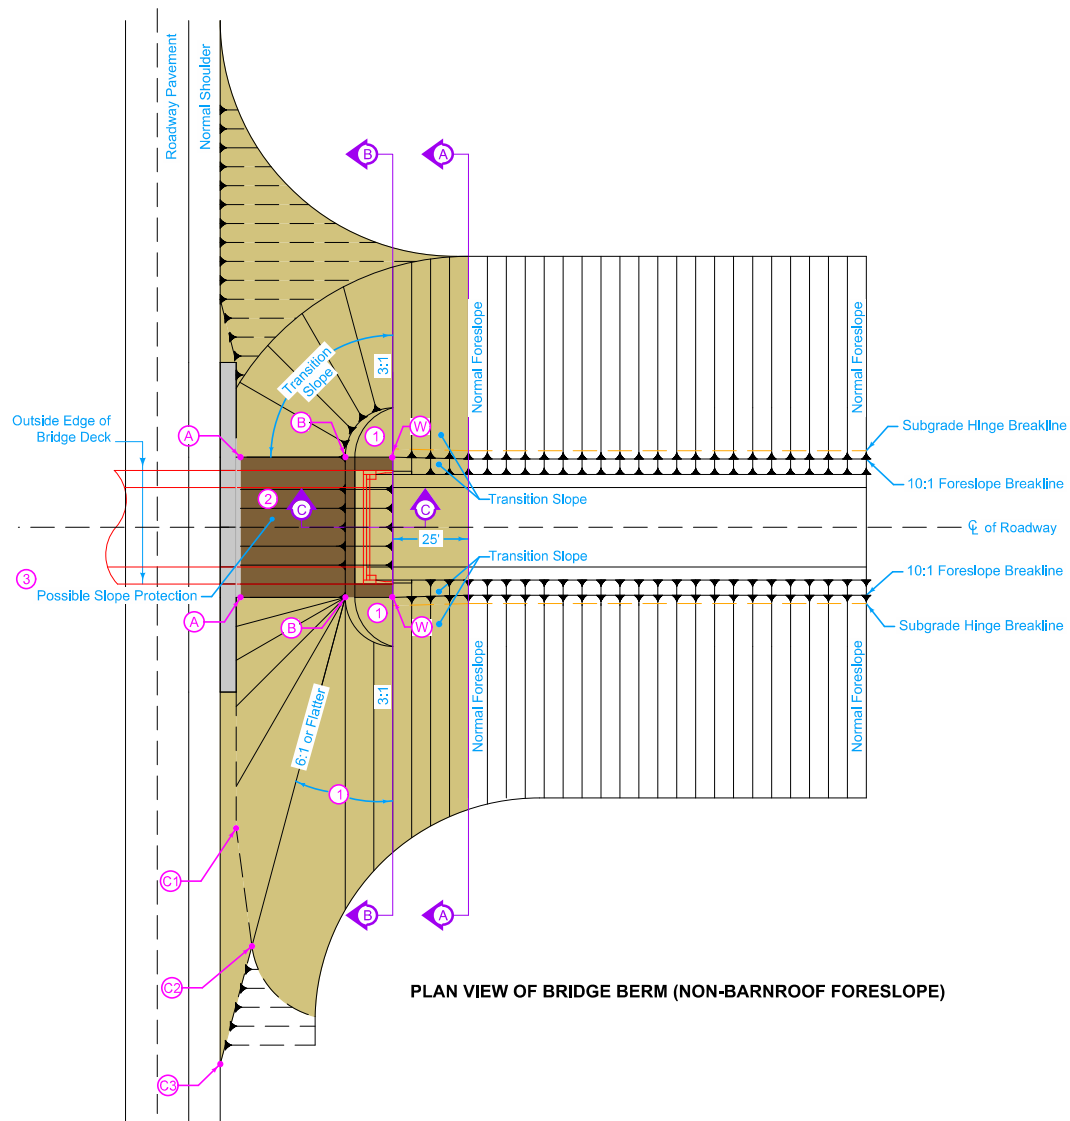 Roadway Pavement
Normal Shoulder
B
A
Normal Foreslope
Normal Foreslope
3:1
Transition
Slope
Outside Edge of
Bridge Deck
A
B
1
W
Subgrade HInge Breakline
10:1 Foreslope Breakline
2
C
C
Transition Slope
25'
℄ of Roadway
Transition Slope
10:1 Foreslope Breakline
3
Possible Slope Protection
A
B
1
W
Subgrade Hinge Breakline
3:1
Normal Foreslope
Normal Foreslope
6:1 or Flatter
1
C1
B
A
C2
PLAN VIEW OF BRIDGE BERM (NON-BARNROOF FORESLOPE)
C3